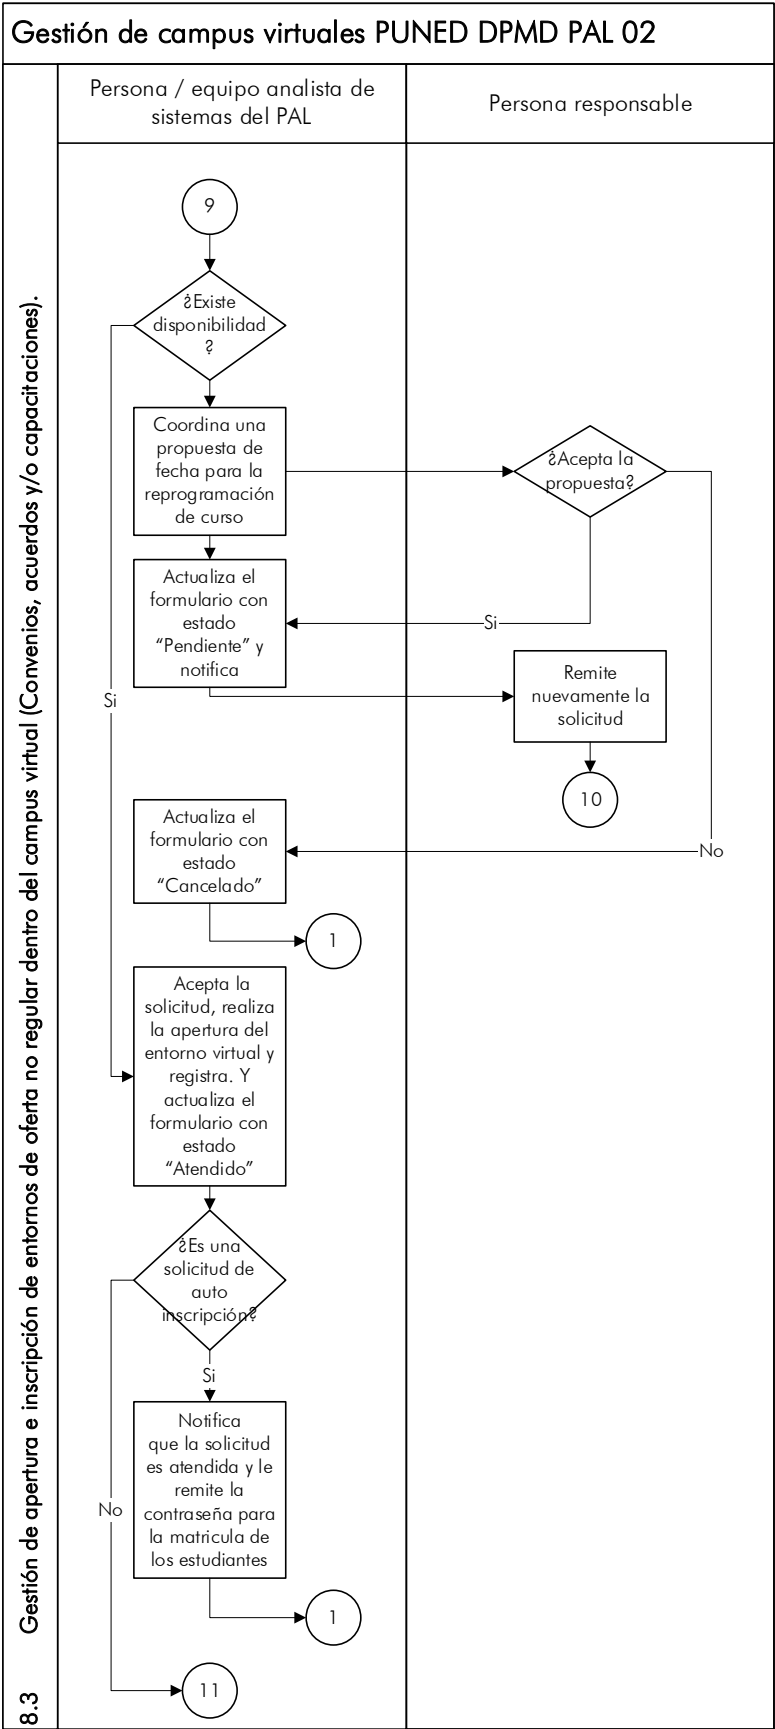 Gestión de campus virtuales PUNED DPMD PAL 02
8.3 Gestión de apertura e inscripción de entornos de oferta no regular dentro del campus virtual (Convenios, acuerdos y/o capacitaciones).
Persona / equipo analista de
sistemas del PAL
Persona responsable
9
¿Existe
disponibilidad
?
Coordina una
propuesta de
fecha para la
reprogramación
de curso
¿Acepta la
propuesta?
Actualiza el
formulario con
estado
“Pendiente” y
notifica
Si
Remite
nuevamente la
solicitud
Si
10
Actualiza el
formulario con
estado
“Cancelado”
No
1
Acepta la
solicitud, realiza
la apertura del
entorno virtual y
registra. Y
actualiza el
formulario con
estado
“Atendido”
¿Es una
solicitud de
auto
inscripción?
Si
Notifica
que la solicitud
es atendida y le
remite la
contraseña para
la matricula de
los estudiantes
No
1
11